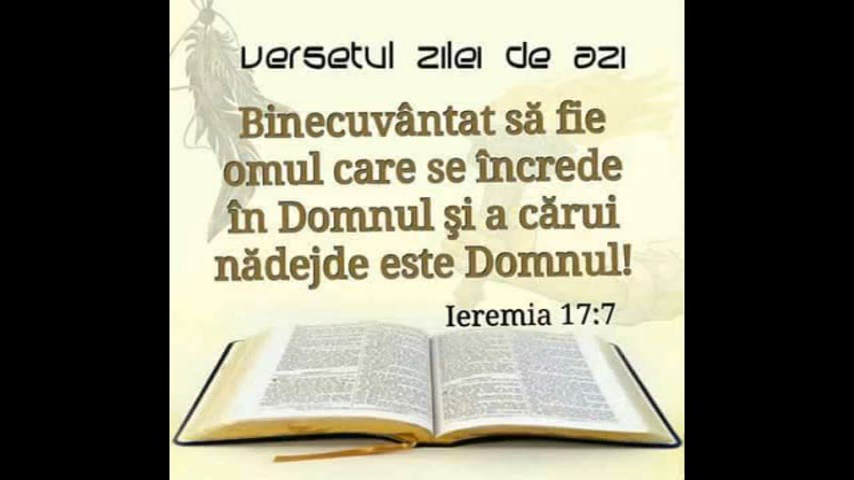 versetul zilei de azi
Binecuvântat să fie
omul care se încrede
în Domnul şi a cărui
nădejde este Domnul!
Ieremia 17:7